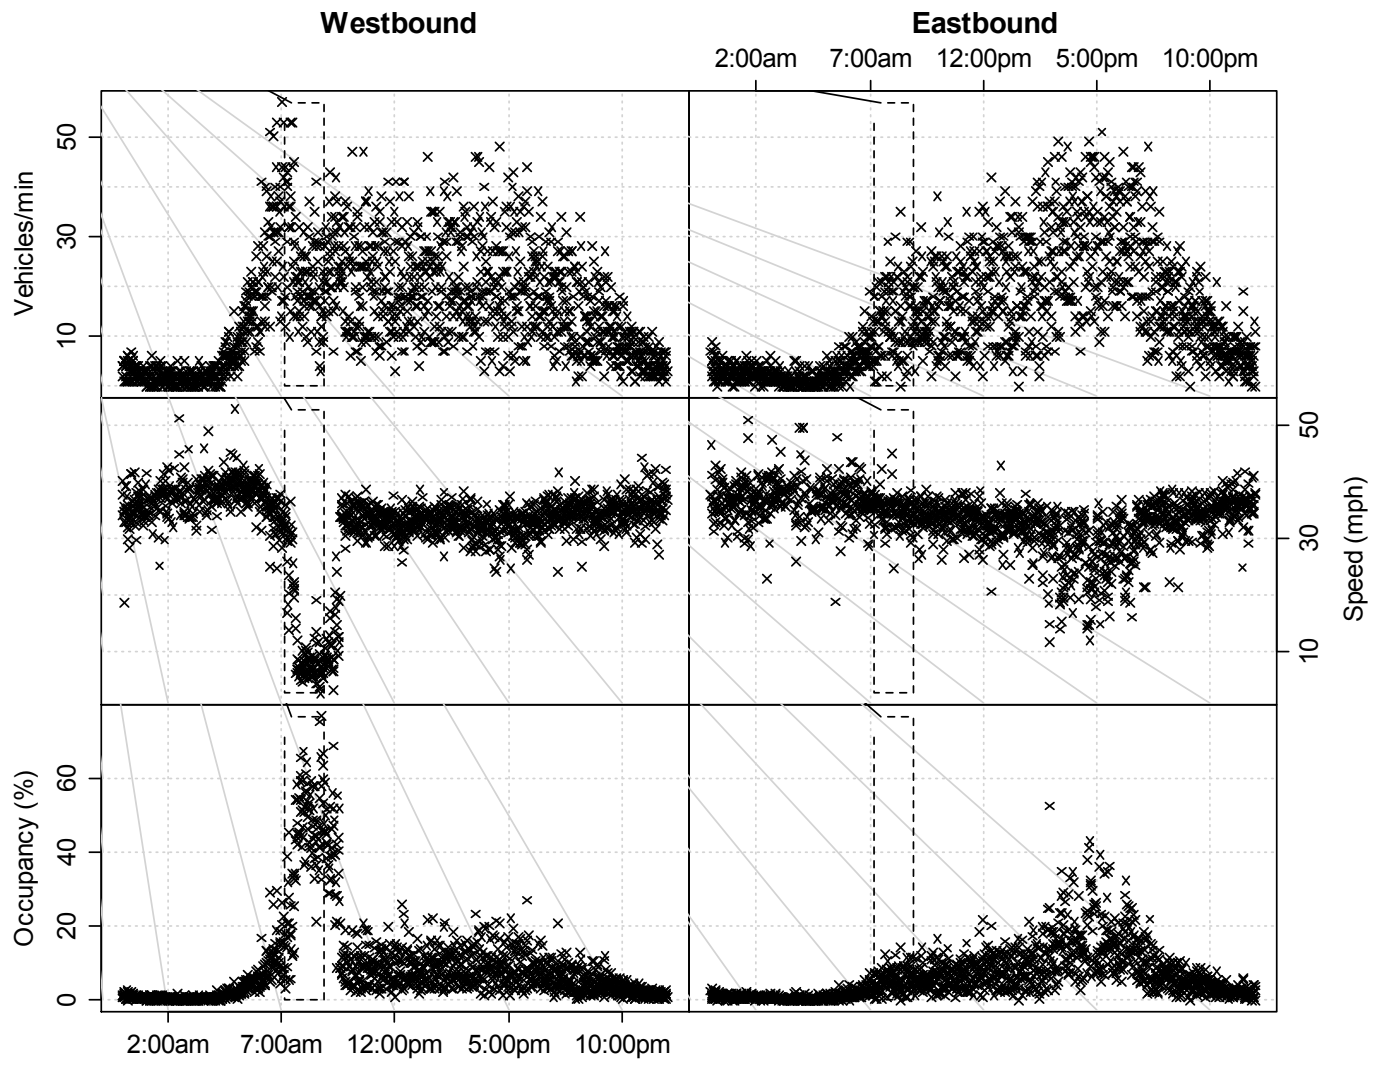 Westbound
Eastbound
2:00am 7:00am 12:00pm 5:00pm 10:00pm
Vehicles/min
50
30
10
Speed (mph)
50
30
10
Occupancy (%)
60
40
20
0
2:00am 7:00am 12:00pm 5:00pm 10:00pm